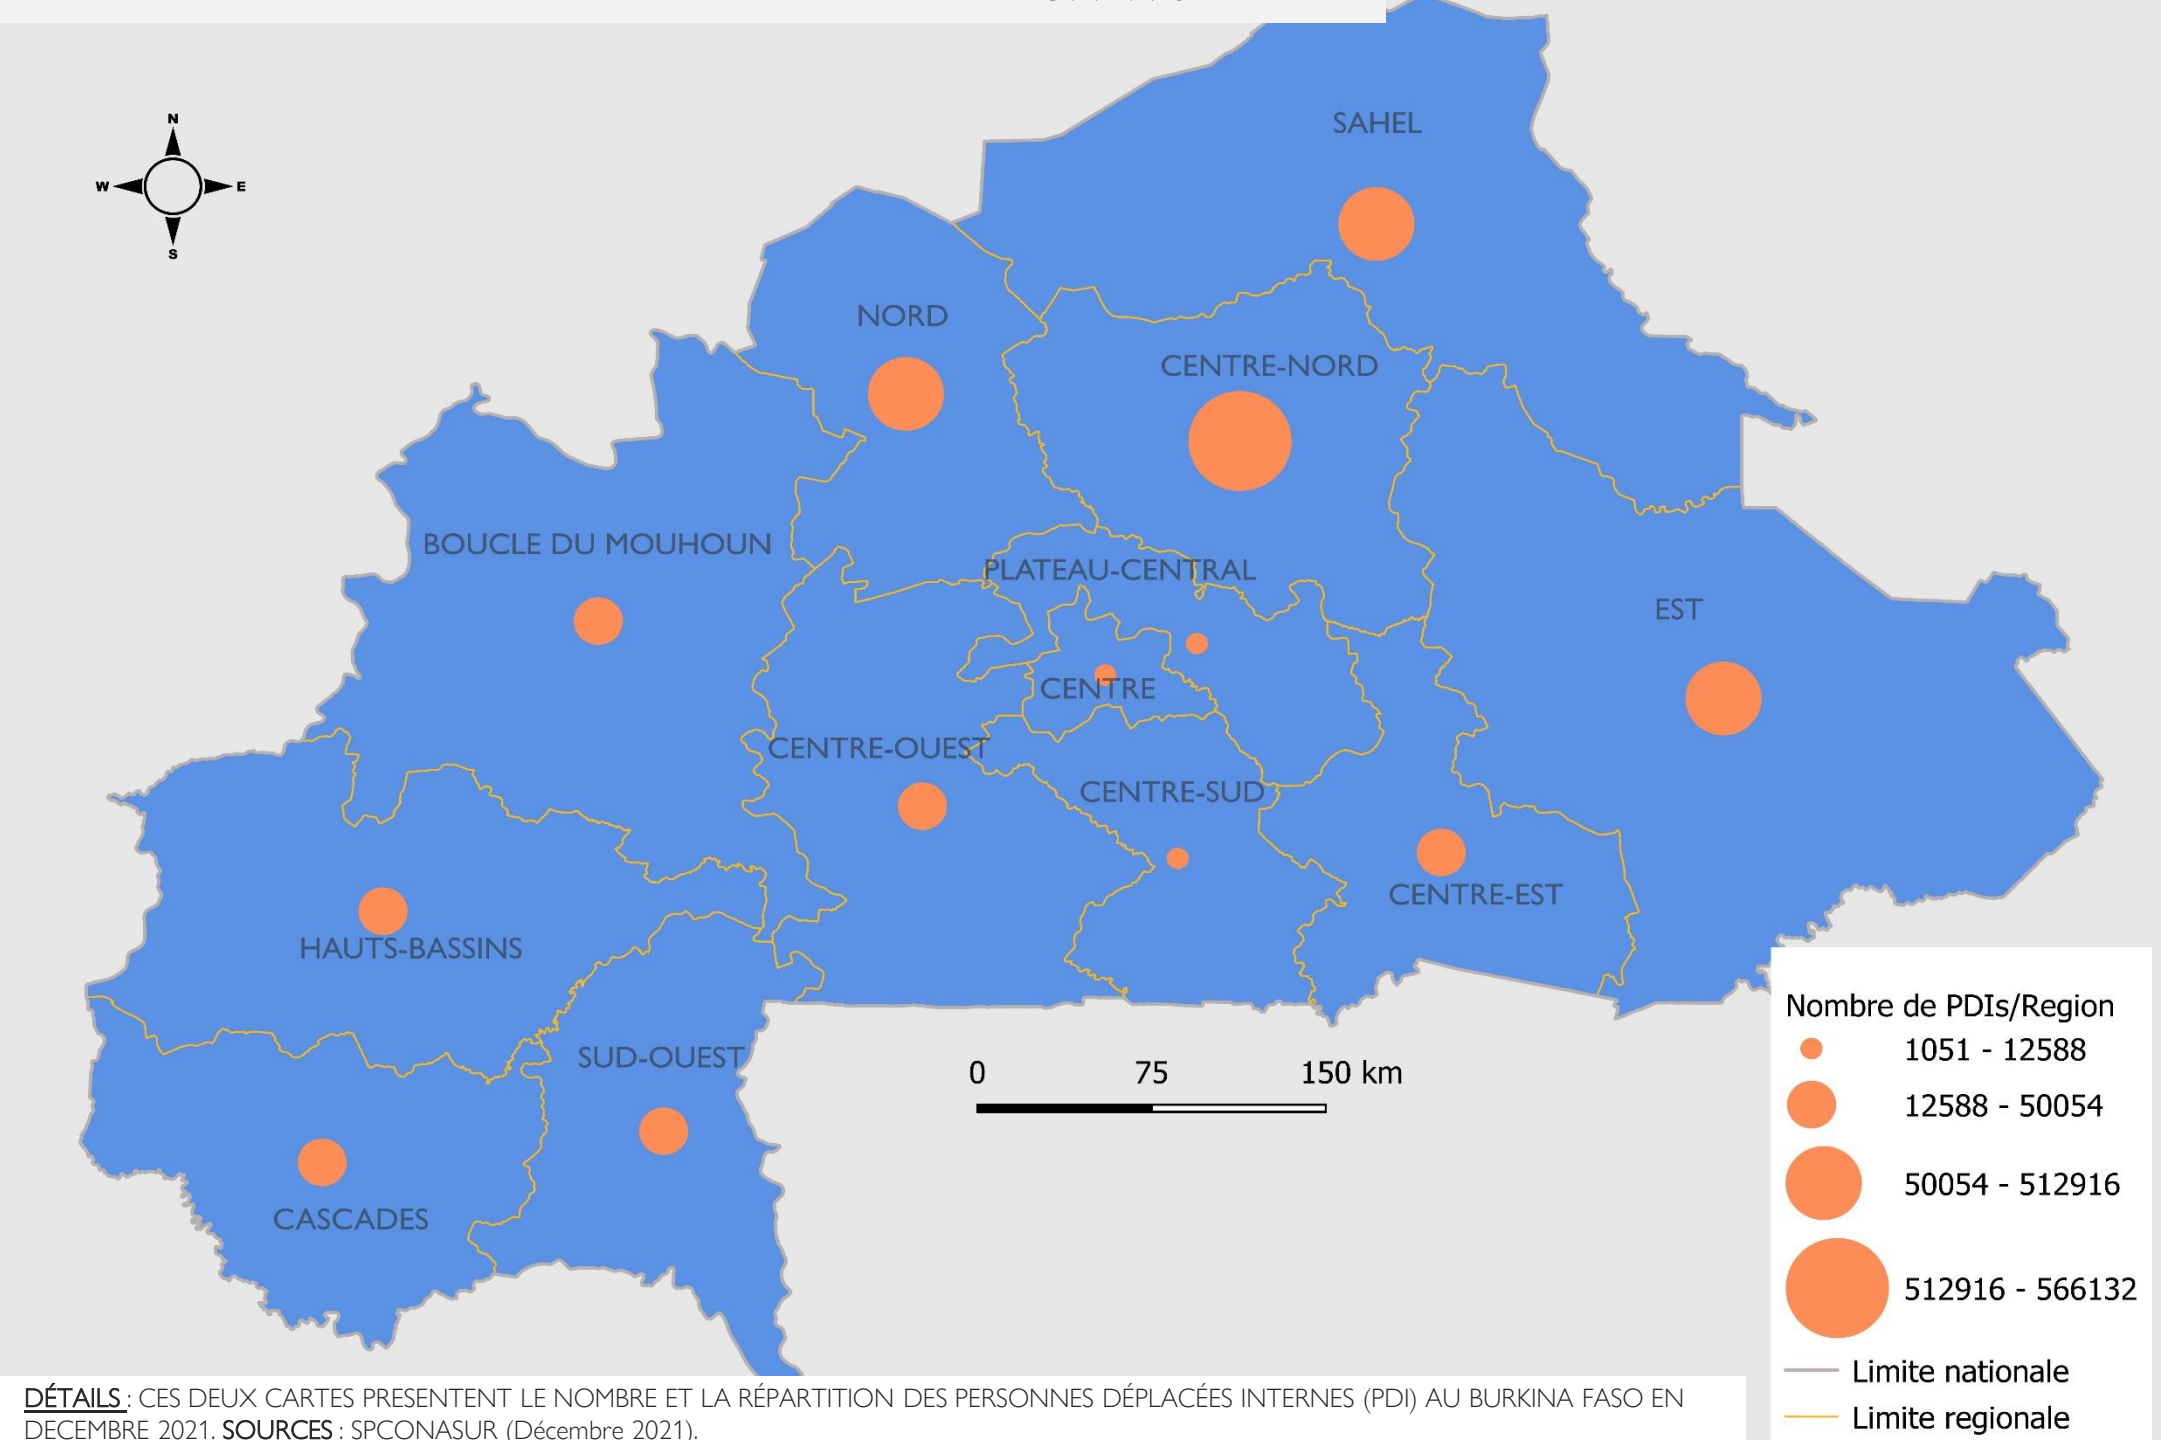 N
W
E
S
SAHEL
NORD
CENTRE-NORD
BOUCLE DU MOUHOUN
PLATEAU-CENTRAL
EST
CENTRE
CENTRE-OUEST
CENTRE-SUD
CENTRE-EST
HAUTS-BASSINS
SUD-OUEST
CASCADES
0 75 150 km
Nombre de PDIs/Region
1051 - 12588
12588 - 50054
50054 - 512916
512916 - 566132
Limite nationale
Limite regionale
DÉTAILS : CES DEUX CARTES PRESENTENT LE NOMBRE ET LA RÉPARTITION DES PERSONNES DÉPLACÉES INTERNES (PDI) AU BURKINA FASO EN
DECEMBRE 2021. SOURCES : SPCONASUR (Décembre 2021).